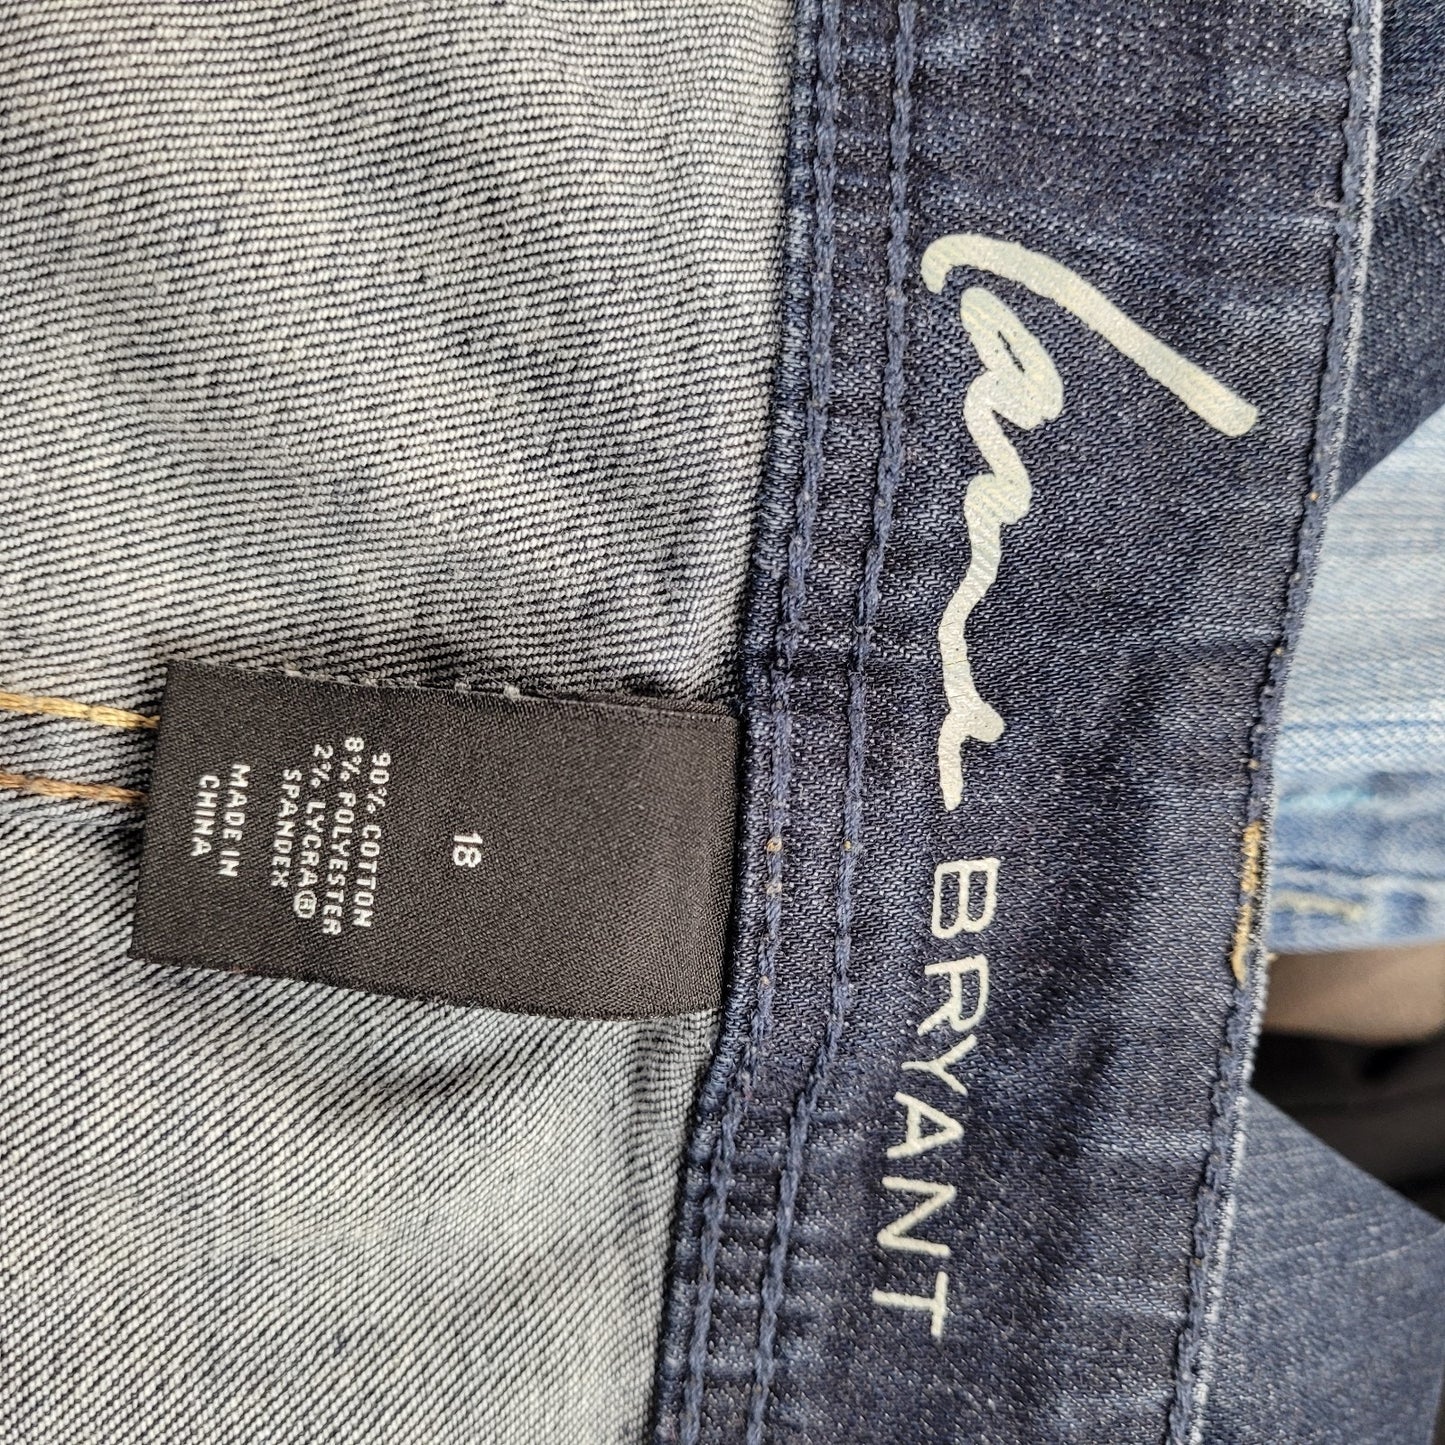 Lane BRYANT
18
90% COTTON
8% POLYESTER
2% LYCRA®
SPANDEX
MADE IN
CHINA